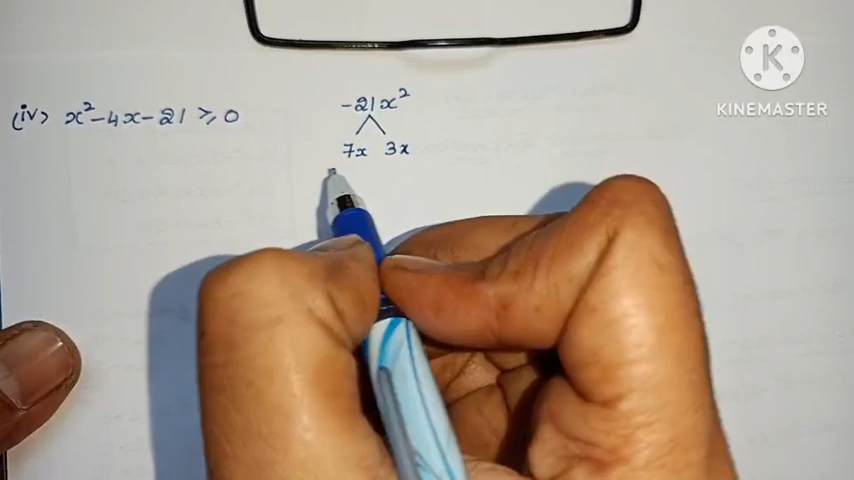 (iv) x² - 4x - 21 ≥ 0
-21x²
7x 3x
K
KINEMASTER